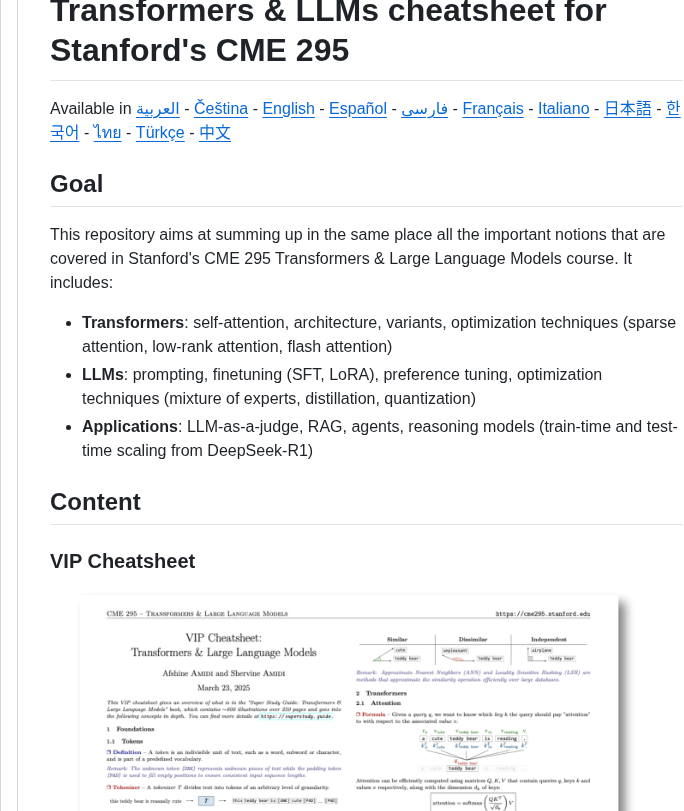 Transformers & LLMs cheatsheet for
Stanford's CME 295
Available in العربية - Čeština - English - Español - فارسی - Français - Italiano - 日本語 - 한
국어 - ไทย - Türkçe - 中文
Goal
This repository aims at summing up in the same place all the important notions that are
covered in Stanford's CME 295 Transformers & Large Language Models course. It
includes:
• Transformers: self-attention, architecture, variants, optimization techniques (sparse
attention, low-rank attention, flash attention)
• LLMs: prompting, finetuning (SFT, LoRA), preference tuning, optimization
techniques (mixture of experts, distillation, quantization)
• Applications: LLM-as-a-judge, RAG, agents, reasoning models (train-time and test-
time scaling from DeepSeek-R1)
Content
VIP Cheatsheet
CME 295 – Transformers & Large Language Models
https://cme295.stanford.edu
VIP Cheatsheet:
Transformers & Large Language Models
Afshine Amidi and Shervine Amidi
March 23, 2025
This VIP cheatsheet gives an overview of what is in the "Super Study Guide: Transformers &
Large Language Models" book, which contains ~600 illustrations over 250 pages and goes into
the following concepts in depth. You can find more details at https://superstudy.guide.
1 Foundations
1.1 Tokens
❒ Definition – A token is an indivisible unit of text, such as a word, subword or character,
and is part of a predefined vocabulary.
Remark: The unknown token [UNK] represents unknown pieces of text while the padding token
[PAD] is used to fill empty positions to ensure consistent input sequence lengths.
❒ Tokenizer – A tokenizer T divides text into tokens of an arbitrary level of granularity.
this teddy bear is reaaally cute → T → this teddy bear is [UNK] cute [PAD] ... [PAD]
Similar Dissimilar Independent
cute
teddy bear
unpleasant
teddy bear
airplane
teddy bear
Remark: Approximate Nearest Neighbors (ANN) and Locality Sensitive Hashing (LSH) are
methods that approximate the similarity operation efficiently over large databases.
2 Transformers
2.1 Attention
❒ Formula – Given a query q, we want to know which key k the query should pay "attention"
to with respect to the associated value v.
a cute teddy bear is reading .
teddy bear
a cute teddy bear is reading .
Attention can be efficiently computed using matrices Q, K, V that contain queries q, keys k
and values v respectively, along with the dimension d_k of keys:
attention = softmax(QK^T/√d_k)V